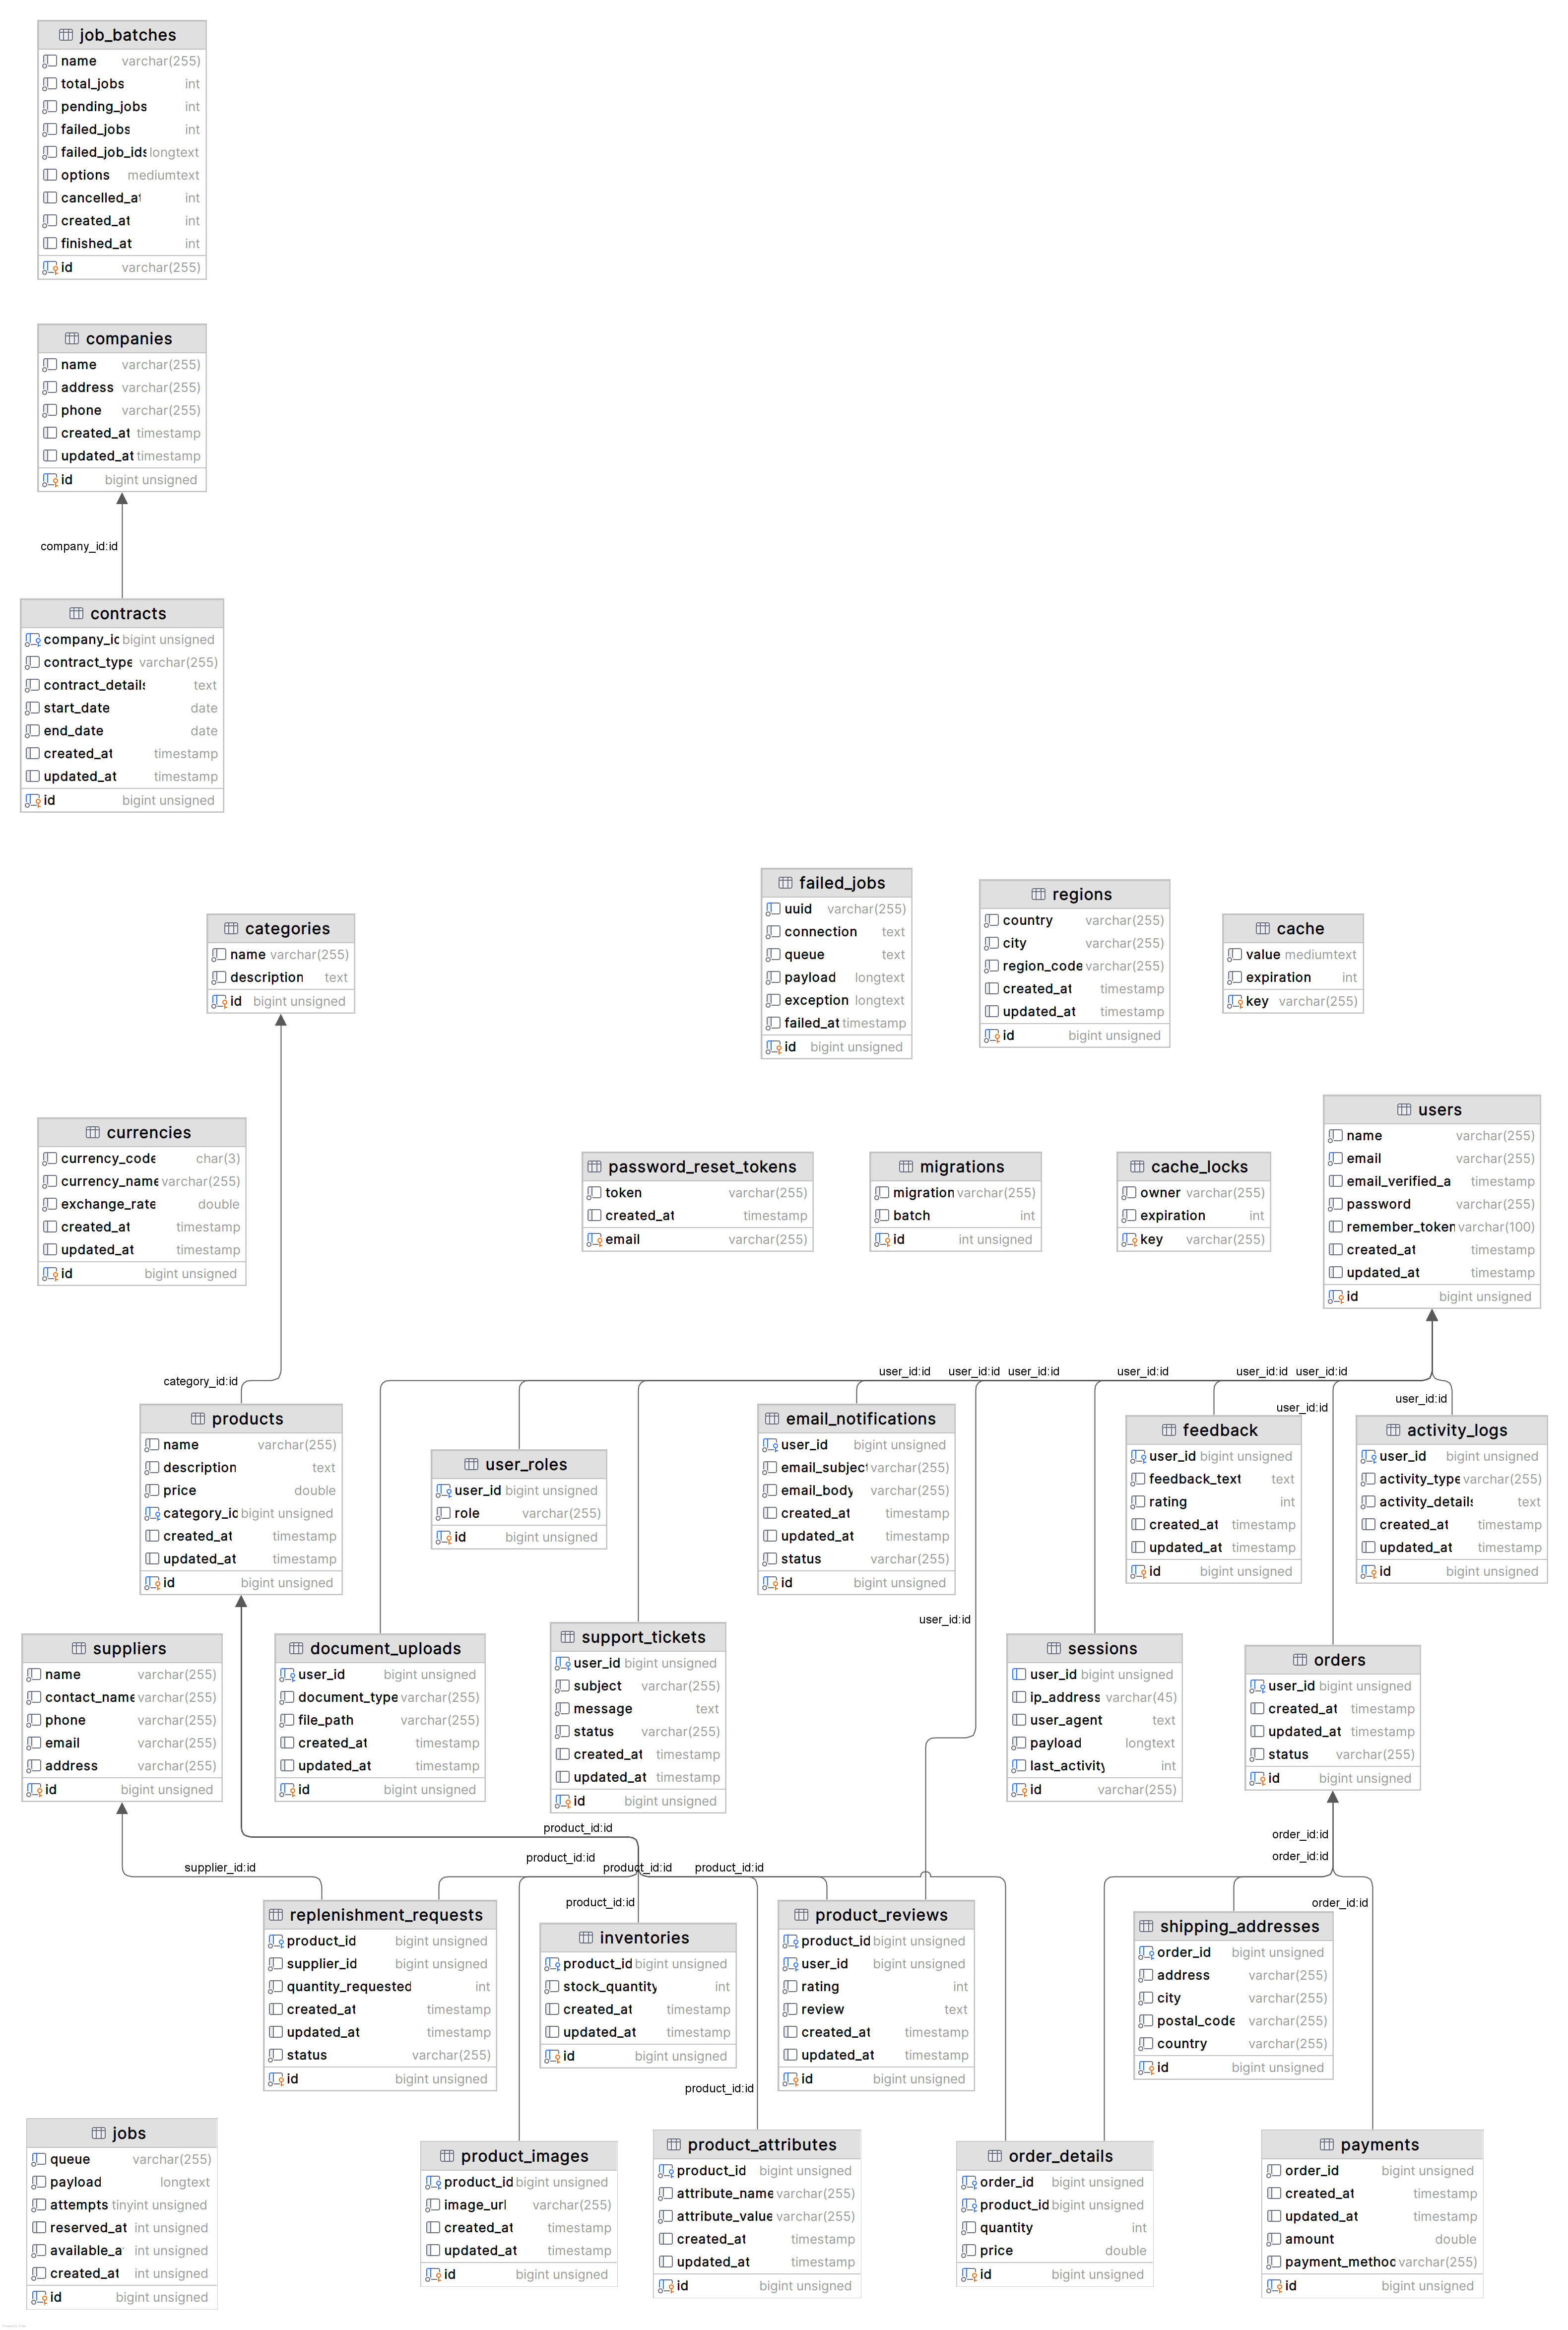 job_batches
name varchar(255)
total_jobs int
pending_jobs int
failed_jobs int
failed_job_ids longtext
options mediumtext
cancelled_at int
created_at int
finished_at int
id varchar(255)
companies
name varchar(255)
address varchar(255)
phone varchar(255)
created_at timestamp
updated_at timestamp
id bigint unsigned
company_id:id
contracts
company_id bigint unsigned
contract_type varchar(255)
contract_details text
start_date date
end_date date
created_at timestamp
updated_at timestamp
id bigint unsigned
categories
name varchar(255)
description text
id bigint unsigned
failed_jobs
uuid varchar(255)
connection text
queue text
payload longtext
exception longtext
failed_at timestamp
id bigint unsigned
regions
country varchar(255)
city varchar(255)
region_code varchar(255)
created_at timestamp
updated_at timestamp
id bigint unsigned
cache
value mediumtext
expiration int
key varchar(255)
currencies
currency_code char(3)
currency_name varchar(255)
exchange_rate double
created_at timestamp
updated_at timestamp
id bigint unsigned
password_reset_tokens
token varchar(255)
created_at timestamp
email varchar(255)
migrations
migration varchar(255)
batch int
id int unsigned
cache_locks
owner varchar(255)
expiration int
key varchar(255)
users
name varchar(255)
email varchar(255)
email_verified_a timestamp
password varchar(255)
remember_token varchar(100)
created_at timestamp
updated_at timestamp
id bigint unsigned
category_id:id
user_id:id user_id:id user_id:id user_id:id user_id:id user_id:id
user_id:id
user_id:id
products
name varchar(255)
description text
price double
category_id bigint unsigned
created_at timestamp
updated_at timestamp
id bigint unsigned
user_roles
user_id bigint unsigned
role varchar(255)
id bigint unsigned
email_notifications
user_id bigint unsigned
email_subject varchar(255)
email_body varchar(255)
created_at timestamp
updated_at timestamp
status varchar(255)
id bigint unsigned
feedback
user_id bigint unsigned
feedback_text text
rating int
created_at timestamp
updated_at timestamp
id bigint unsigned
activity_logs
user_id bigint unsigned
activity_type varchar(255)
activity_details text
created_at timestamp
updated_at timestamp
id bigint unsigned
user_id:id
suppliers
name varchar(255)
contact_name varchar(255)
phone varchar(255)
email varchar(255)
address varchar(255)
id bigint unsigned
document_uploads
user_id bigint unsigned
document_type varchar(255)
file_path varchar(255)
created_at timestamp
updated_at timestamp
id bigint unsigned
support_tickets
user_id bigint unsigned
subject varchar(255)
message text
status varchar(255)
created_at timestamp
updated_at timestamp
id bigint unsigned
sessions
user_id bigint unsigned
ip_address varchar(45)
user_agent text
payload longtext
last_activity int
id varchar(255)
orders
user_id bigint unsigned
created_at timestamp
updated_at timestamp
status varchar(255)
id bigint unsigned
supplier_id:id
product_id:id
product_id:id
product_id:id
product_id:id
product_id:id
order_id:id
order_id:id
order_id:id
replenishment_requests
product_id bigint unsigned
supplier_id bigint unsigned
quantity_requested int
created_at timestamp
updated_at timestamp
status varchar(255)
id bigint unsigned
inventories
product_id bigint unsigned
stock_quantity int
created_at timestamp
updated_at timestamp
id bigint unsigned
product_reviews
product_id bigint unsigned
user_id bigint unsigned
rating int
review text
created_at timestamp
updated_at timestamp
id bigint unsigned
shipping_addresses
order_id bigint unsigned
address varchar(255)
city varchar(255)
postal_code varchar(255)
country varchar(255)
id bigint unsigned
product_id:id
jobs
queue varchar(255)
payload longtext
attempts tinyint unsigned
reserved_at int unsigned
available_a int unsigned
created_at int unsigned
id bigint unsigned
product_images
product_id bigint unsigned
image_url varchar(255)
created_at timestamp
updated_at timestamp
id bigint unsigned
product_attributes
product_id bigint unsigned
attribute_name varchar(255)
attribute_value varchar(255)
created_at timestamp
updated_at timestamp
id bigint unsigned
order_details
order_id bigint unsigned
product_id bigint unsigned
quantity int
price double
id bigint unsigned
payments
order_id bigint unsigned
created_at timestamp
updated_at timestamp
amount double
payment_method varchar(255)
id bigint unsigned